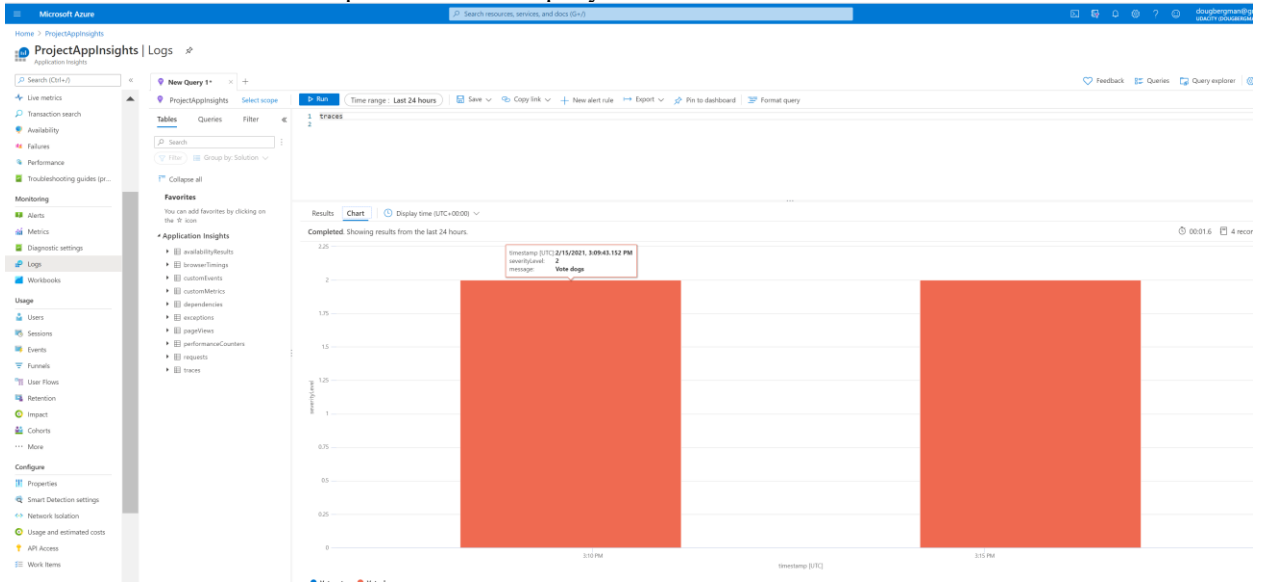 Microsoft Azure
Search resources, services, and docs (G+/)
dougbergman@g
Home > ProjectAppInsights
ProjectAppInsights | Logs
Application Insights
Search (Ctrl+/)
Live metrics
Transaction search
Availability
Failures
Performance
Troubleshooting guides (pr...
Monitoring
Alerts
Metrics
Diagnostic settings
Logs
Workbooks
Usage
Users
Sessions
Events
Funnels
User Flows
Retention
Impact
Cohorts
More
Configure
Properties
Smart Detection settings
Network Isolation
Usage and estimated costs
API Access
Work Items
New Query 1*
Feedback
Queries
Query explorer
ProjectAppInsights
Select scope
Run
Time range : Last 24 hours
Save
Copy link
New alert rule
Export
Pin to dashboard
Format query
Tables
Queries
Filter
Search
Filter
Group by: Solution
Collapse all
Favorites
You can add favorites by clicking on
the ☆ icon
Application Insights
availabilityResults
browserTimings
customEvents
customMetrics
dependencies
exceptions
pageViews
performanceCounters
requests
traces
1 traces
2
Results
Chart
Display time (UTC+00:00)
Completed. Showing results from the last 24 hours.
00:01.6
4 recor
timestamp [UTC]: 2/15/2021, 3:09:43.152 PM
severityLevel: 2
message: Vote dogs
2.25
2
1.75
1.5
1.25
1
0.75
0.5
0.25
0
severityLevel
3:10 PM
3:15 PM
timestamp [UTC]